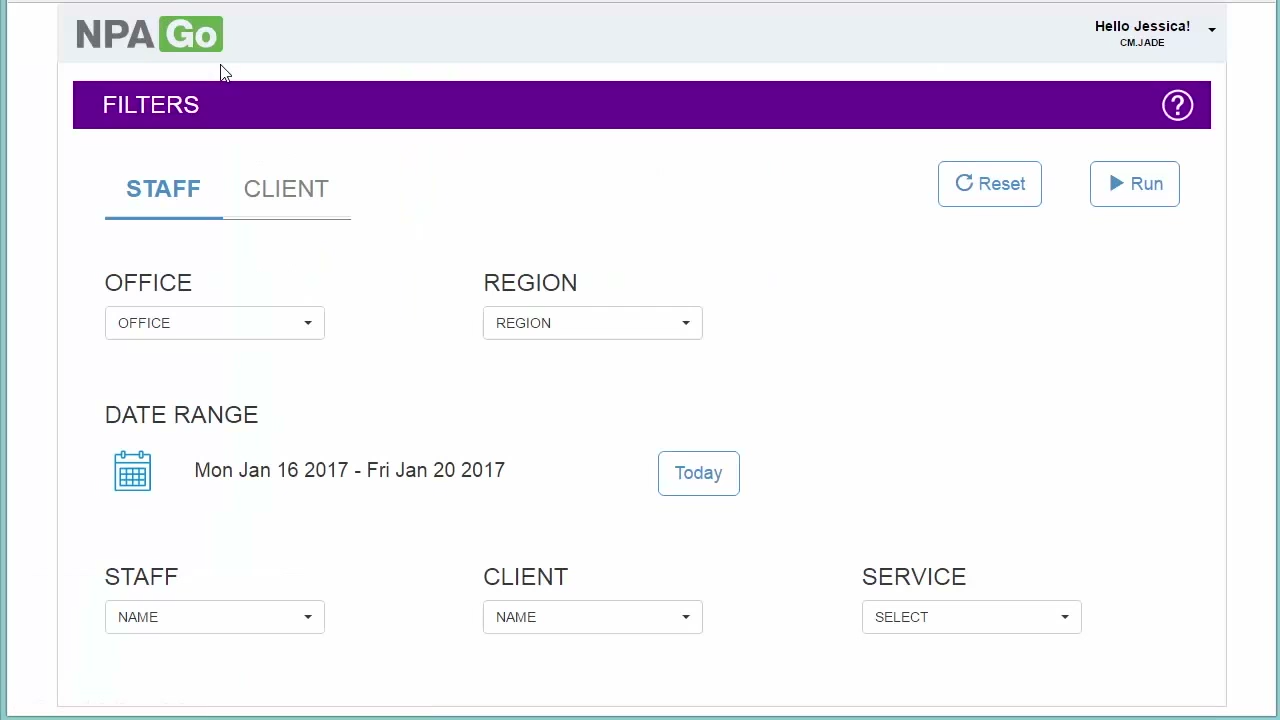 NPA Go
Hello Jessica!
CM.JADE
FILTERS
?
STAFF CLIENT
Reset
Run
OFFICE REGION
OFFICE REGION
DATE RANGE
Mon Jan 16 2017 - Fri Jan 20 2017
Today
STAFF CLIENT SERVICE
NAME NAME SELECT